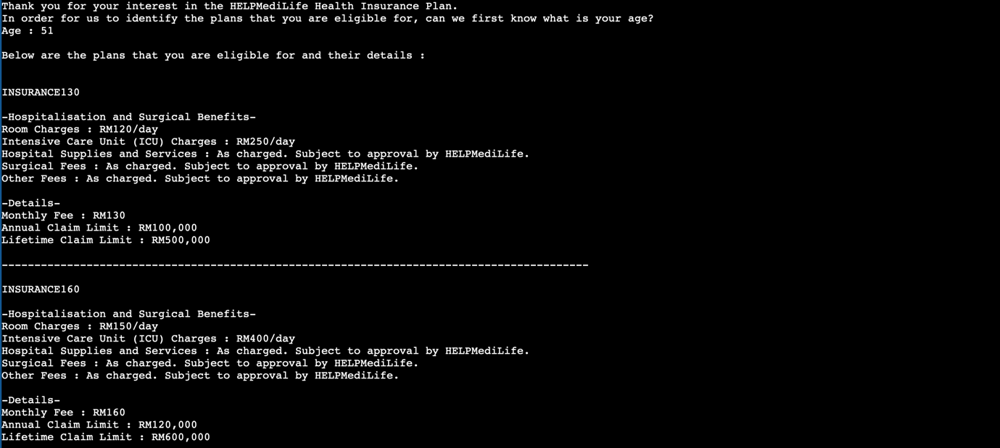 Thank you for your interest in the HELPMediLife Health Insurance Plan.
In order for us to identify the plans that you are eligible for, can we first know what is your age?
Age : 51
Below are the plans that you are eligible for and their details :
INSURANCE130
-Hospitalisation and Surgical Benefits-
Room Charges : RM120/day
Intensive Care Unit (ICU) Charges : RM250/day
Hospital Supplies and Services : As charged. Subject to approval by HELPMediLife.
Surgical Fees : As charged. Subject to approval by HELPMediLife.
Other Fees : As charged. Subject to approval by HELPMediLife.
-Details-
Monthly Fee : RM130
Annual Claim Limit : RM100,000
Lifetime Claim Limit : RM500,000
------------------------------------------------------------------------------------------
INSURANCE160
-Hospitalisation and Surgical Benefits-
Room Charges : RM150/day
Intensive Care Unit (ICU) Charges : RM400/day
Hospital Supplies and Services : As charged. Subject to approval by HELPMediLife.
Surgical Fees : As charged. Subject to approval by HELPMediLife.
Other Fees : As charged. Subject to approval by HELPMediLife.
-Details-
Monthly Fee : RM160
Annual Claim Limit : RM120,000
Lifetime Claim Limit : RM600,000